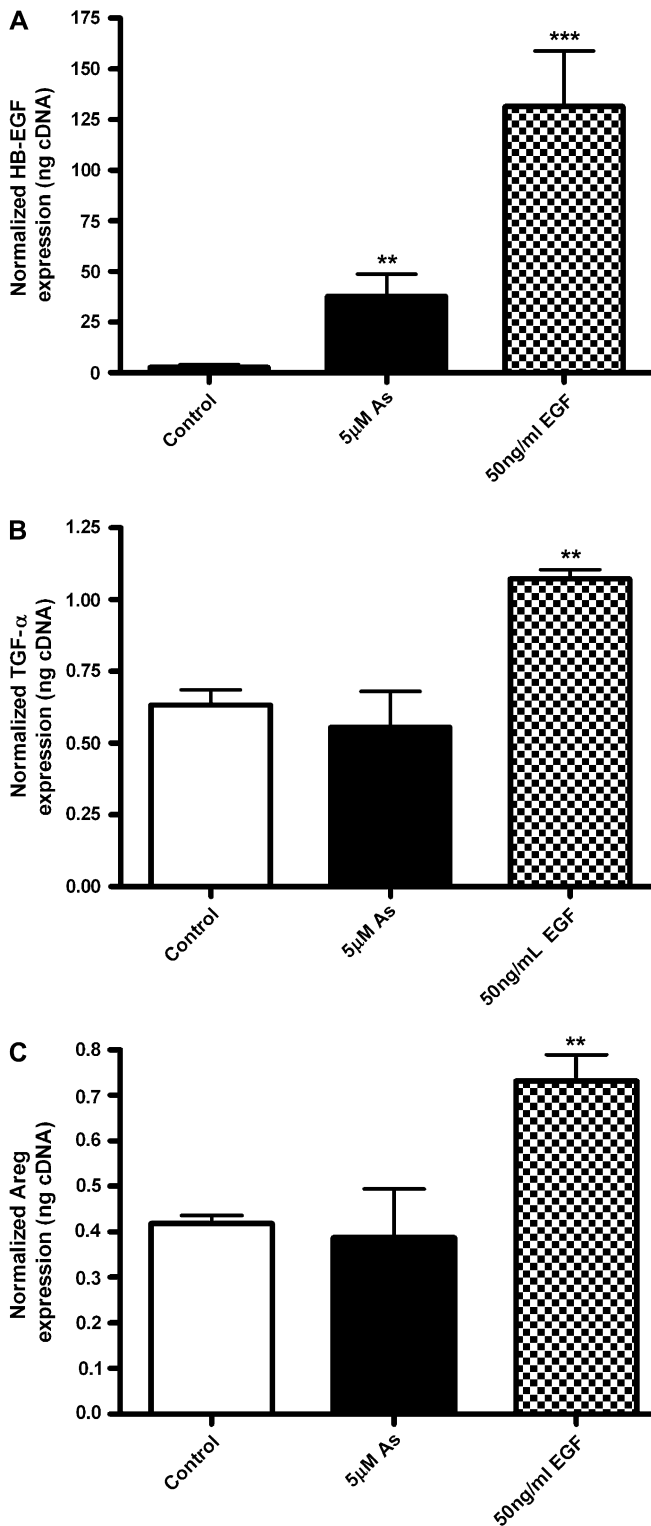 A
Normalized HB-EGF
expression (ng cDNA)
175
150
125
100
75
50
25
0
**
***
Control
5µM As
50ng/ml EGF
B
Normalized TGF-α
expression (ng cDNA)
1.25
1.00
0.75
0.50
0.25
0.00
**
Control
5µM As
50ng/mL EGF
C
Normalized Areg
expression (ng cDNA)
0.8
0.7
0.6
0.5
0.4
0.3
0.2
0.1
0.0
**
Control
5µM As
50ng/ml EGF